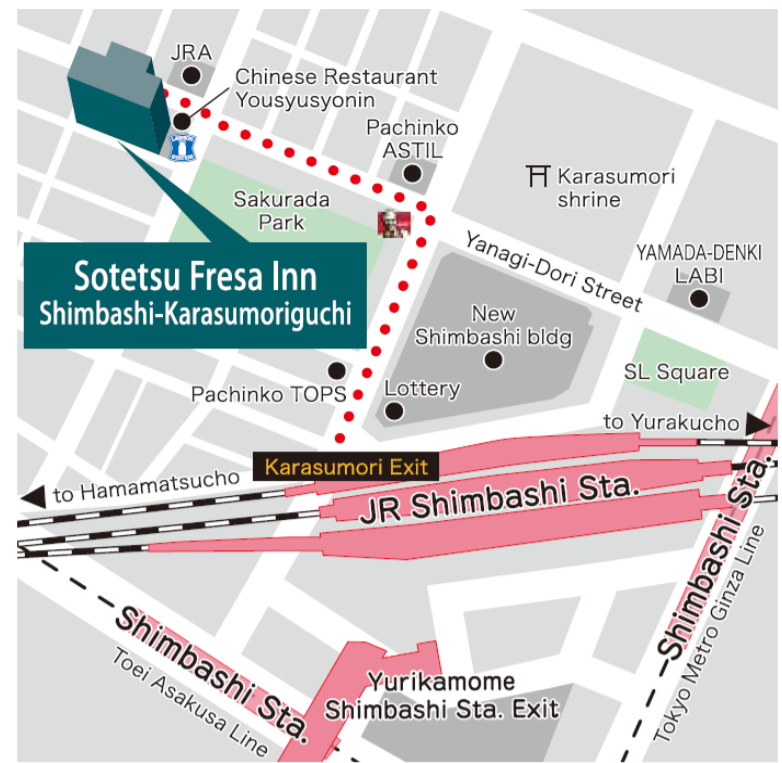 JRA
Chinese Restaurant
Yousyusyonin
Pachinko
ASTIL
Karasumori
shrine
Sakurada
Park
Yanagi-Dori Street
YAMADA-DENKI
LABI
Sotetsu Fresa Inn
Shimbashi-Karasumoriguchi
New
Shimbashi bldg
SL Square
Pachinko TOPS
Lottery
to Yurakucho
Karasumori Exit
to Hamamatsucho
JR Shimbashi Sta.
Shimbashi Sta.
Tokyo Metro Ginza Line
Shimbashi Sta.
Toei Asakusa Line
Yurikamome
Shimbashi Sta. Exit